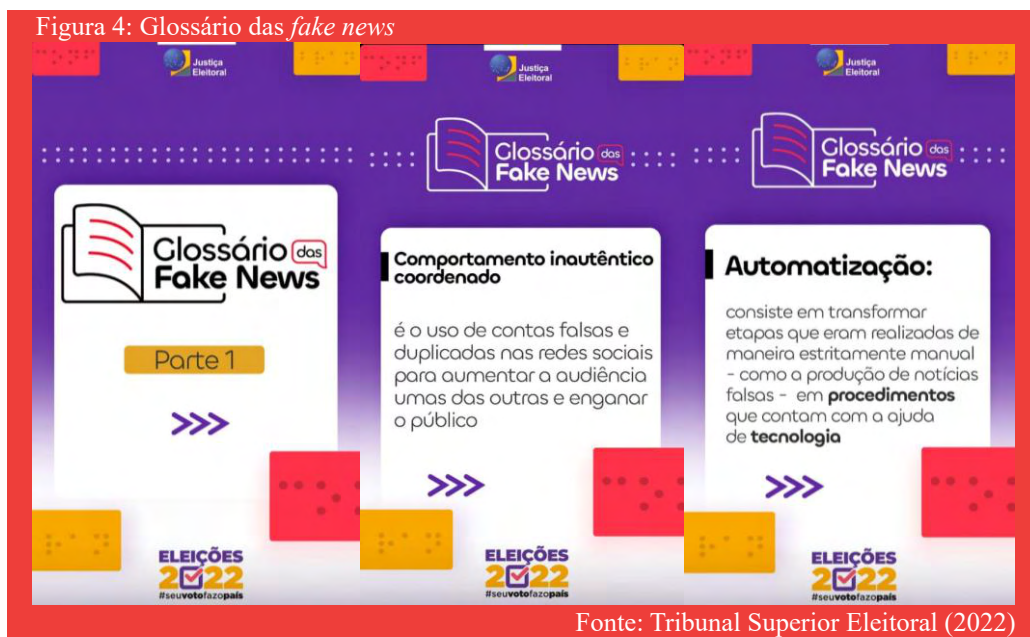 Figura 4: Glossário das fake news
Justiça
Eleitoral
Glossário das
Fake News
Parte 1
>>>
ELEIÇÕES
2022
#seuvotofazopaís
Justiça
Eleitoral
Glossário das
Fake News
Comportamento inautêntico
coordenado
é o uso de contas falsas e
duplicadas nas redes sociais
para aumentar a audiência
umas das outras e enganar
o público
>>>
ELEIÇÕES
2022
#seuvotofazopaís
Justiça
Eleitoral
Glossário das
Fake News
Automatização:
consiste em transformar
etapas que eram realizadas de
maneira estritamente manual
- como a produção de notícias
falsas - em procedimentos
que contam com a ajuda
de tecnologia
>>>
ELEIÇÕES
2022
#seuvotofazopaís
Fonte: Tribunal Superior Eleitoral (2022)